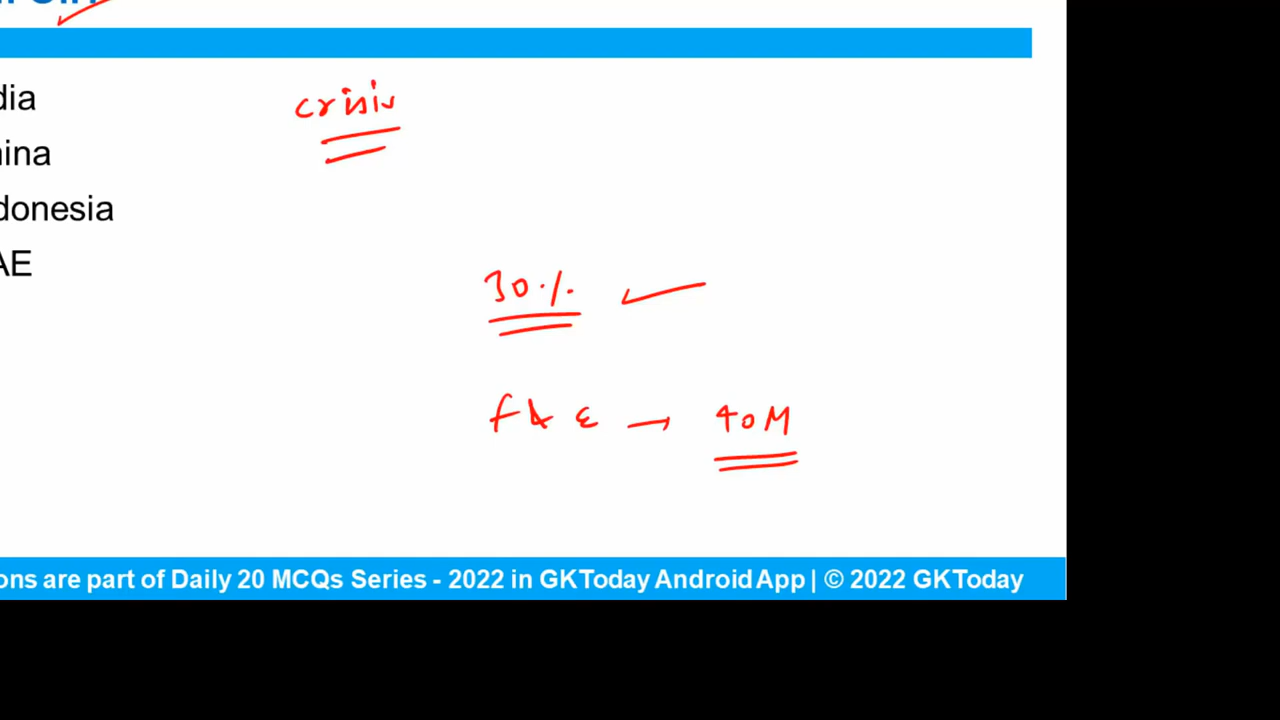 dia
crisis
hina
donesia
AE
30%
f & E → 40M
ons are part of Daily 20 MCQs Series - 2022 in GKToday Android App | © 2022 GKToday